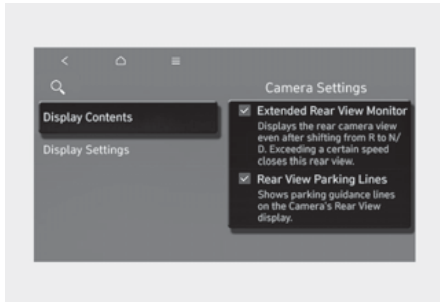 Camera Settings
Display Contents
Display Settings
Extended Rear View Monitor
Displays the rear camera view
even after shifting from R to N/
D. Exceeding a certain speed
closes this rear view.
Rear View Parking Lines
Shows parking guidance lines
on the Camera's Rear View
display.